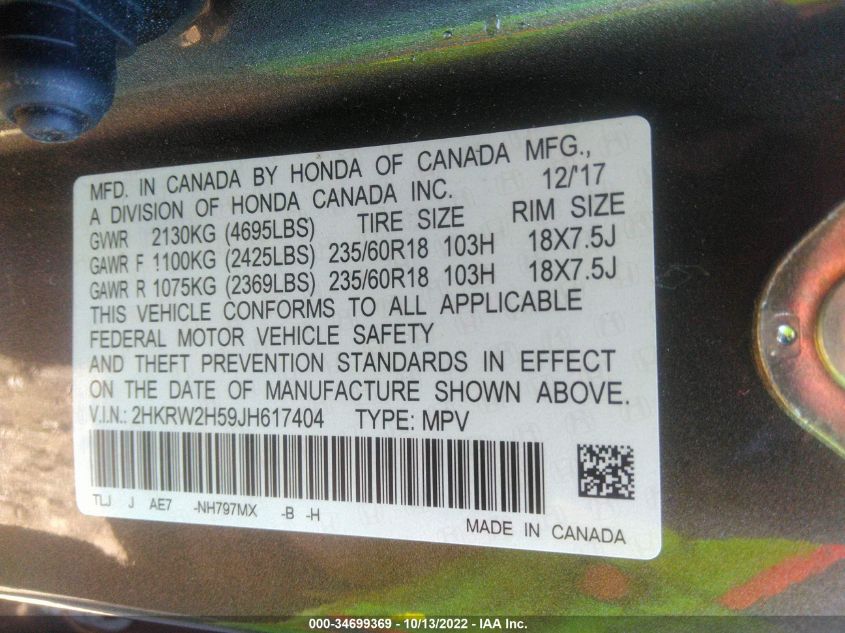 MFD. IN CANADA BY HONDA OF CANADA MFG.,
A DIVISION OF HONDA CANADA INC. 12/'17
GVWR 2130KG (4695LBS) TIRE SIZE RIM SIZE
GAWR F 1100KG (2425LBS) 235/60R18 103H 18X7.5J
GAWR R 1075KG (2369LBS) 235/60R18 103H 18X7.5J
THIS VEHICLE CONFORMS TO ALL APPLICABLE
FEDERAL MOTOR VEHICLE SAFETY
AND THEFT PREVENTION STANDARDS IN EFFECT
ON THE DATE OF MANUFACTURE SHOWN ABOVE.
V.I.N.: 2HKRW2H59JH617404 TYPE: MPV
TLJ J AE7 -NH797MX -B -H
MADE IN CANADA
000-34699369 - 10/13/2022 - IAA Inc.